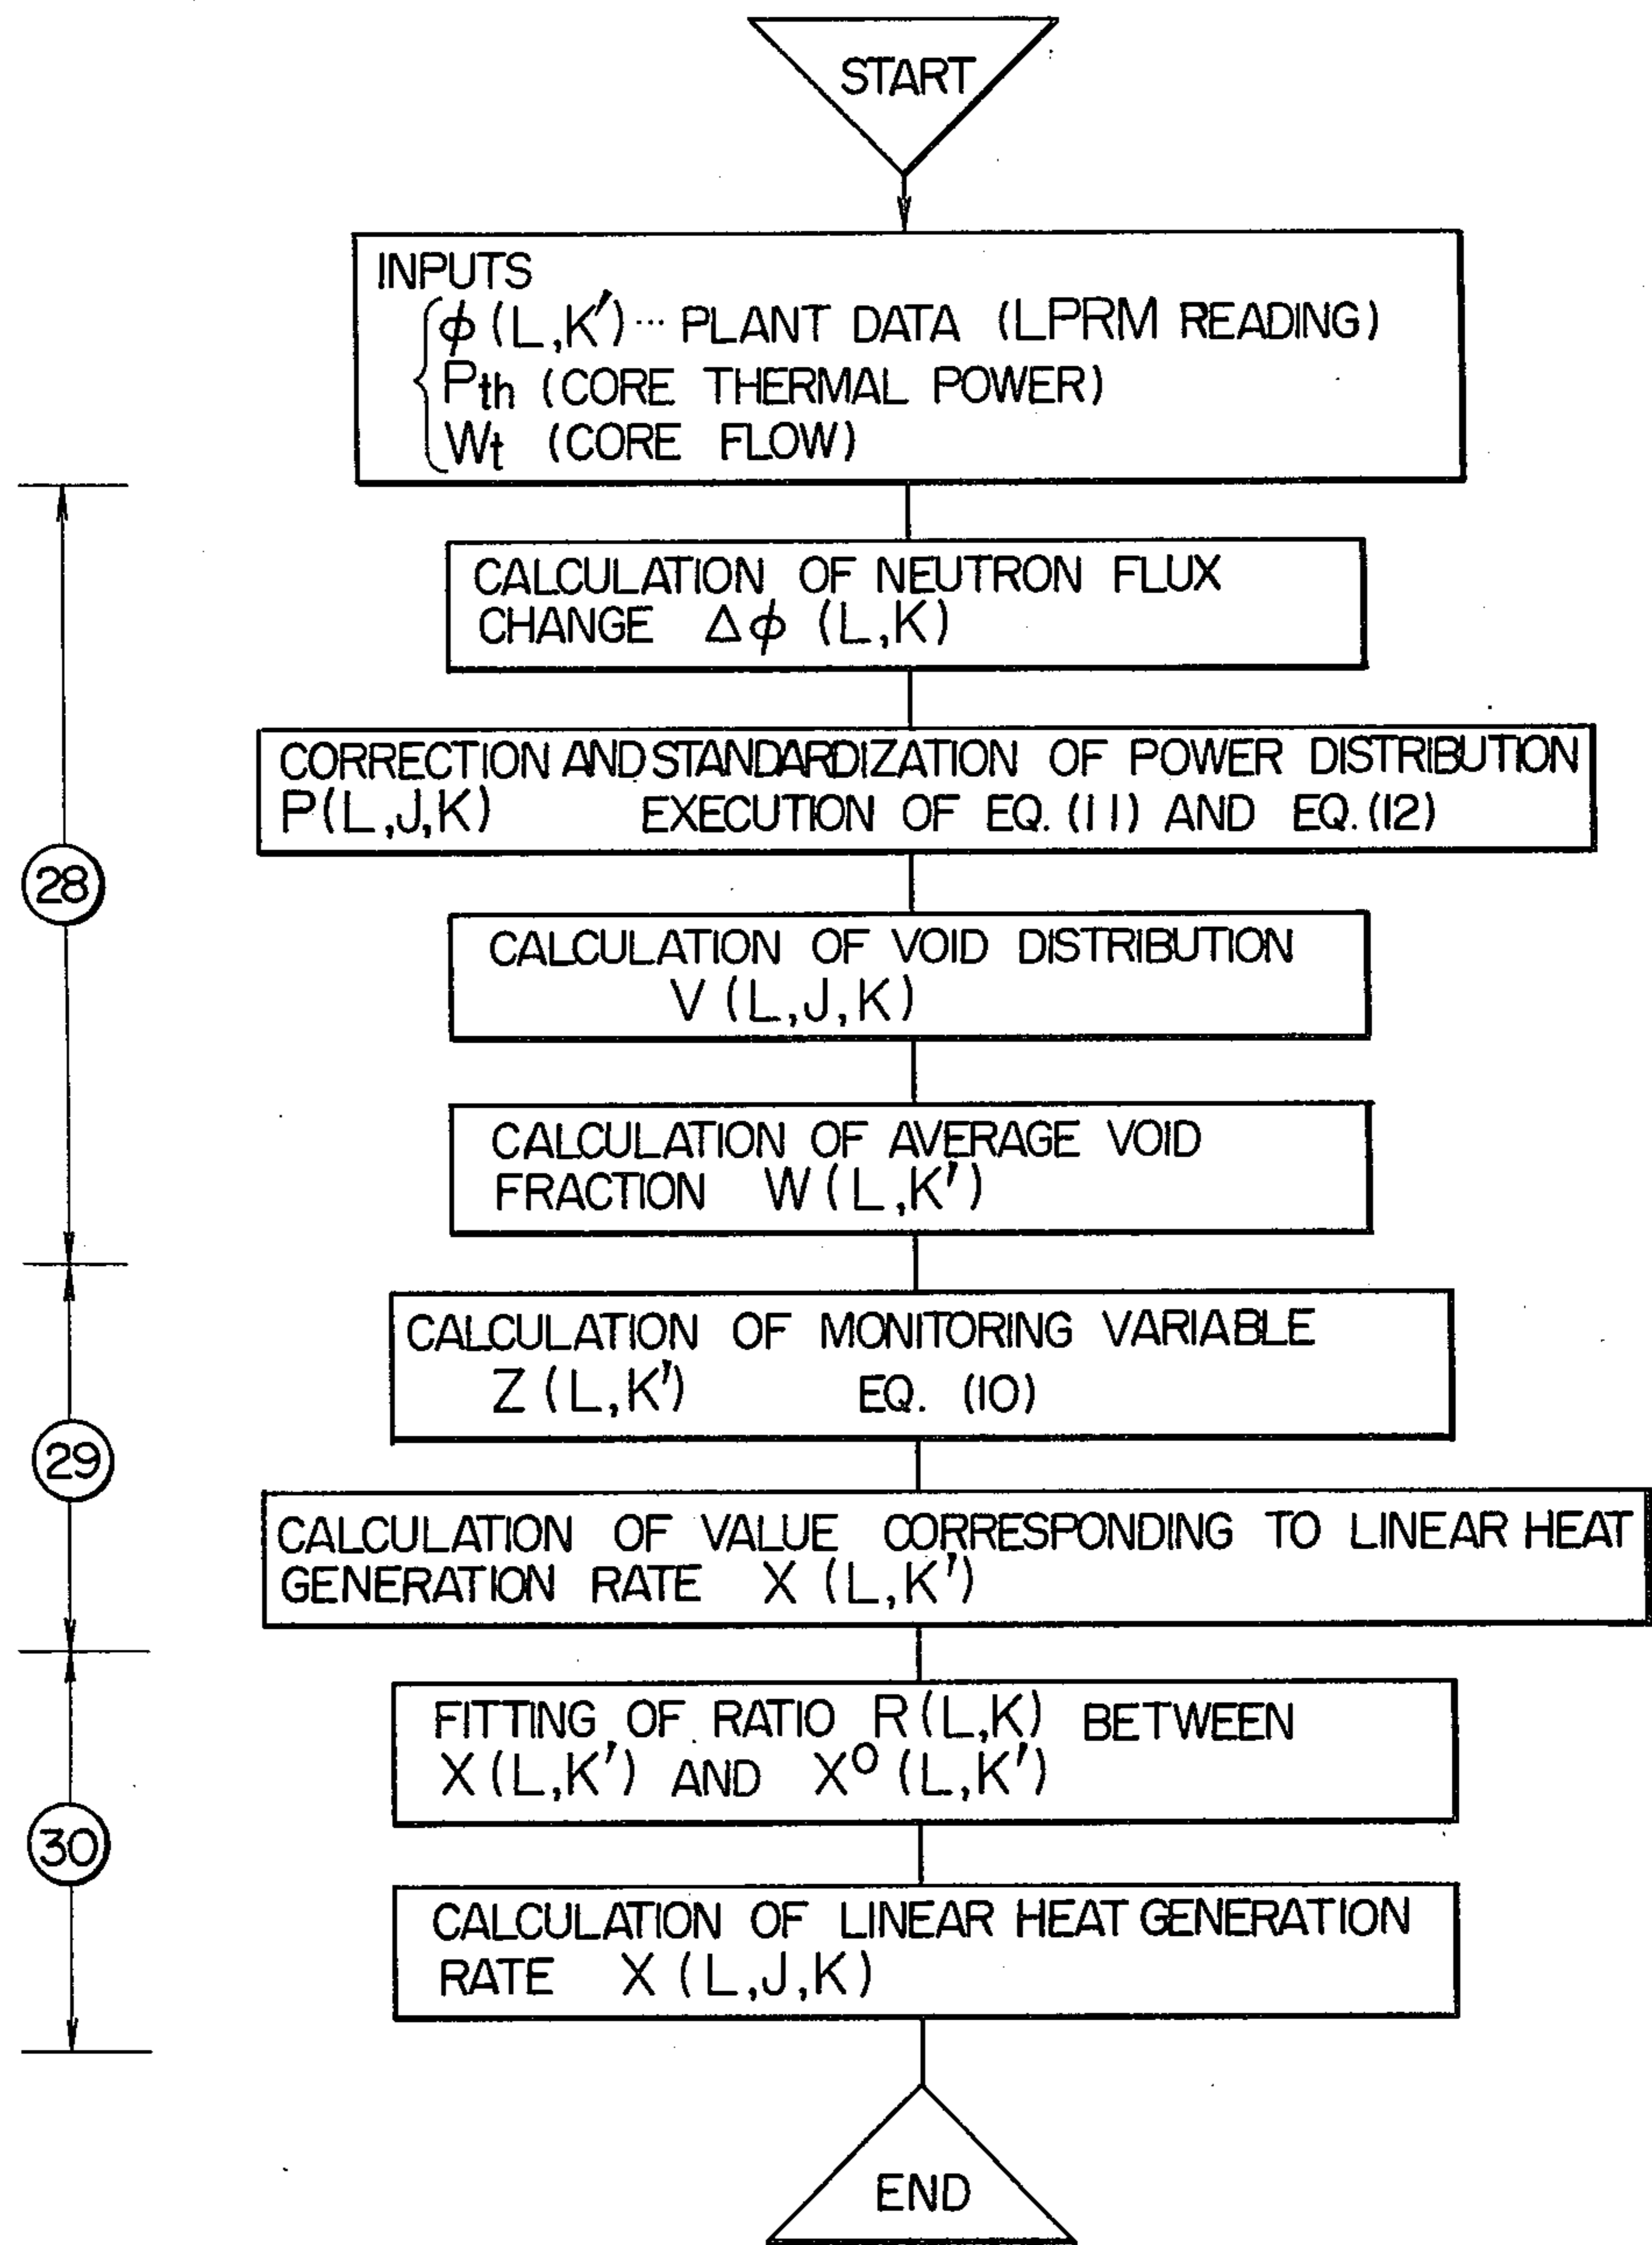 START
INPUTS
ϕ (L,K′) ··· PLANT DATA (LPRM READING)
Pth (CORE THERMAL POWER)
Wt (CORE FLOW)
CALCULATION OF NEUTRON FLUX
CHANGE Δϕ (L,K)
CORRECTION AND STANDARDIZATION OF POWER DISTRIBUTION
P(L,J,K) EXECUTION OF EQ. (11) AND EQ. (12)
28
CALCULATION OF VOID DISTRIBUTION
V (L,J,K)
CALCULATION OF AVERAGE VOID
FRACTION W (L,K′)
CALCULATION OF MONITORING VARIABLE
Z (L,K′) EQ. (10)
29
CALCULATION OF VALUE CORRESPONDING TO LINEAR HEAT
GENERATION RATE X (L,K′)
FITTING OF RATIO R(L,K) BETWEEN
X (L,K′) AND X⁰ (L,K′)
30
CALCULATION OF LINEAR HEAT GENERATION
RATE X (L,J,K)
END